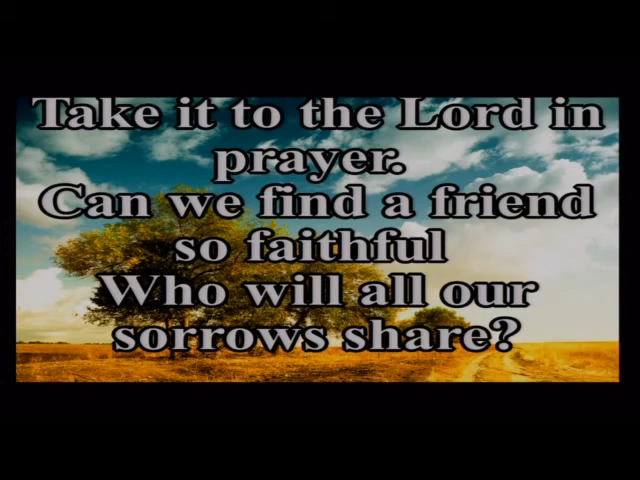 Take it to the Lord in
prayer.
Can we find a friend
so faithful
Who will all our
sorrows share?